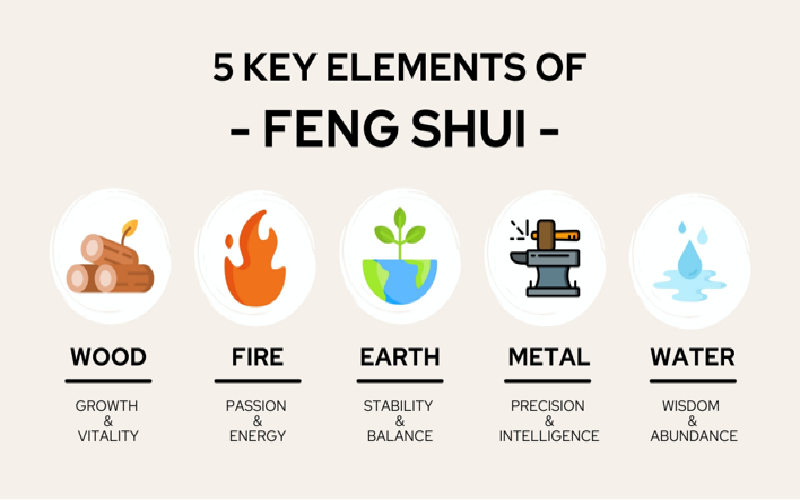 5 KEY ELEMENTS OF
- FENG SHUI -
WOOD
GROWTH
&
VITALITY
FIRE
PASSION
&
ENERGY
EARTH
STABILITY
&
BALANCE
METAL
PRECISION
&
INTELLIGENCE
WATER
WISDOM
&
ABUNDANCE